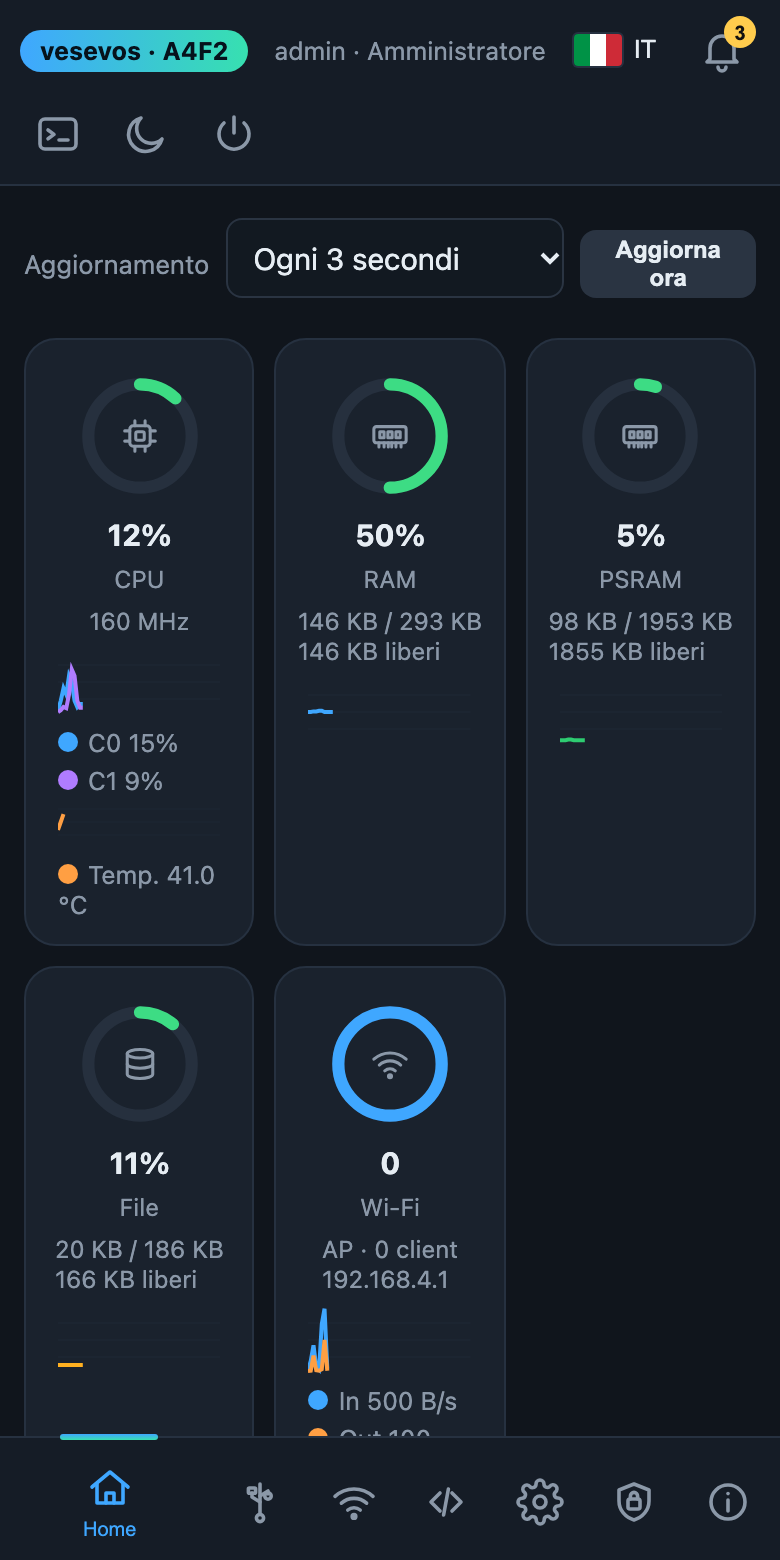 vesevos · A4F2
admin · Amministratore
IT
3
Aggiornamento
Ogni 3 secondi
Aggiorna
ora
12%
CPU
160 MHz
C0 15%
C1 9%
Temp. 41.0
°C
50%
RAM
146 KB / 293 KB
146 KB liberi
5%
PSRAM
98 KB / 1953 KB
1855 KB liberi
11%
File
20 KB / 186 KB
166 KB liberi
0
Wi-Fi
AP · 0 client
192.168.4.1
In 500 B/s
Home